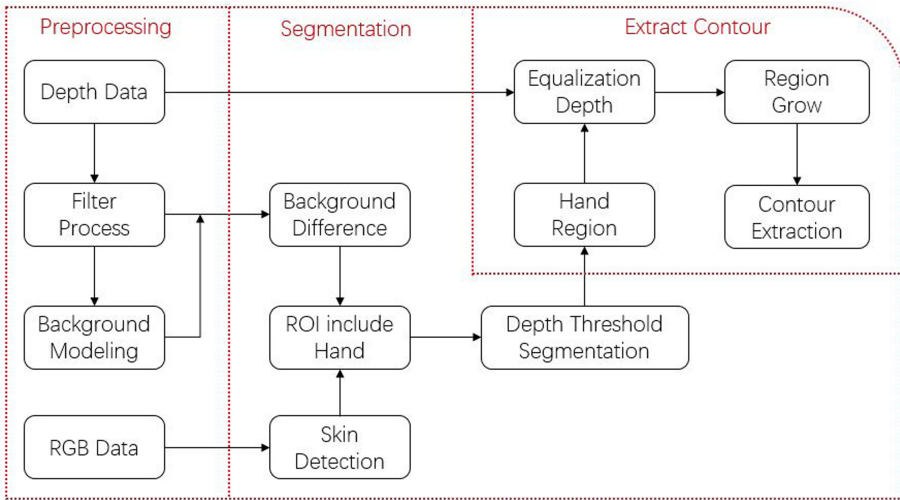 Preprocessing
Segmentation
Extract Contour
Depth Data
Equalization
Depth
Region
Grow
Filter
Process
Background
Difference
Hand
Region
Contour
Extraction
Background
Modeling
ROI include
Hand
Depth Threshold
Segmentation
RGB Data
Skin
Detection